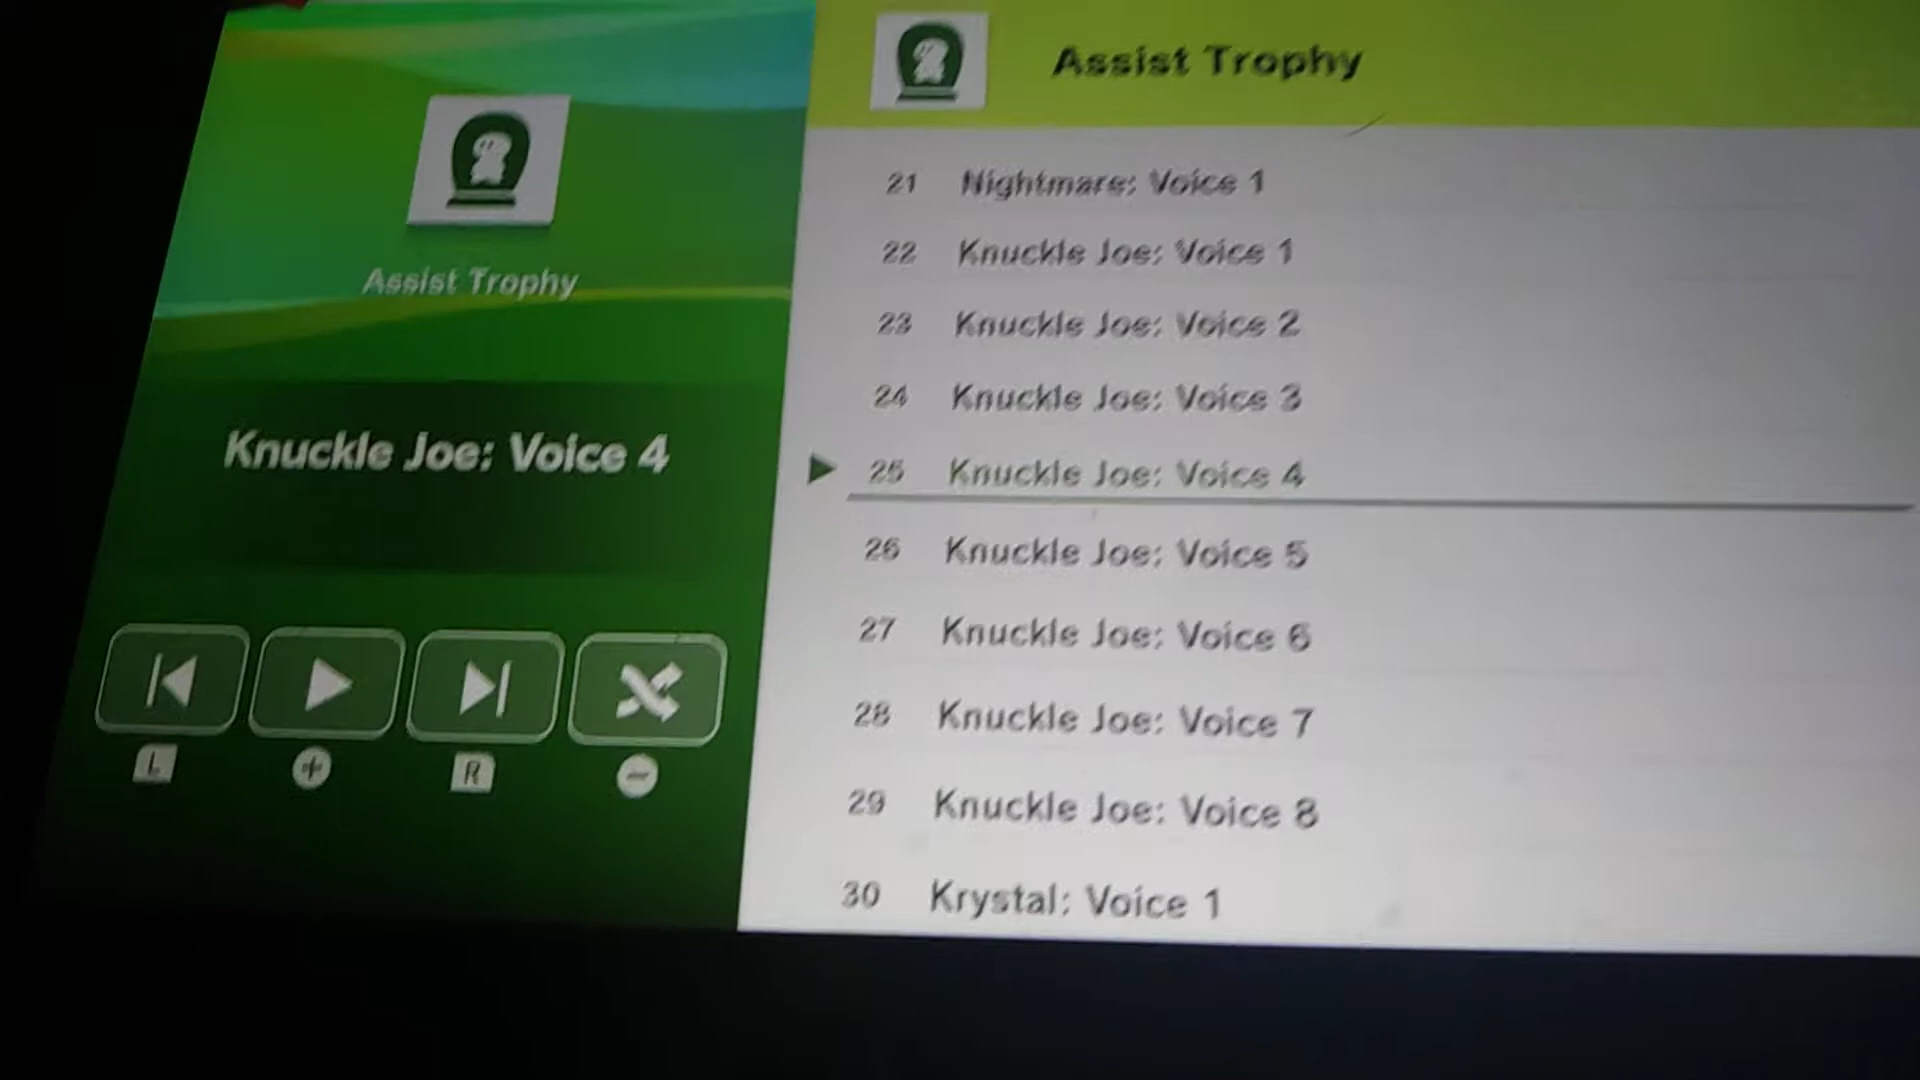 Assist Trophy
Knuckle Joe: Voice 4
L
R
Assist Trophy
21 Nightmare: Voice 1
22 Knuckle Joe: Voice 1
23 Knuckle Joe: Voice 2
24 Knuckle Joe: Voice 3
25 Knuckle Joe: Voice 4
26 Knuckle Joe: Voice 5
27 Knuckle Joe: Voice 6
28 Knuckle Joe: Voice 7
29 Knuckle Joe: Voice 8
30 Krystal: Voice 1